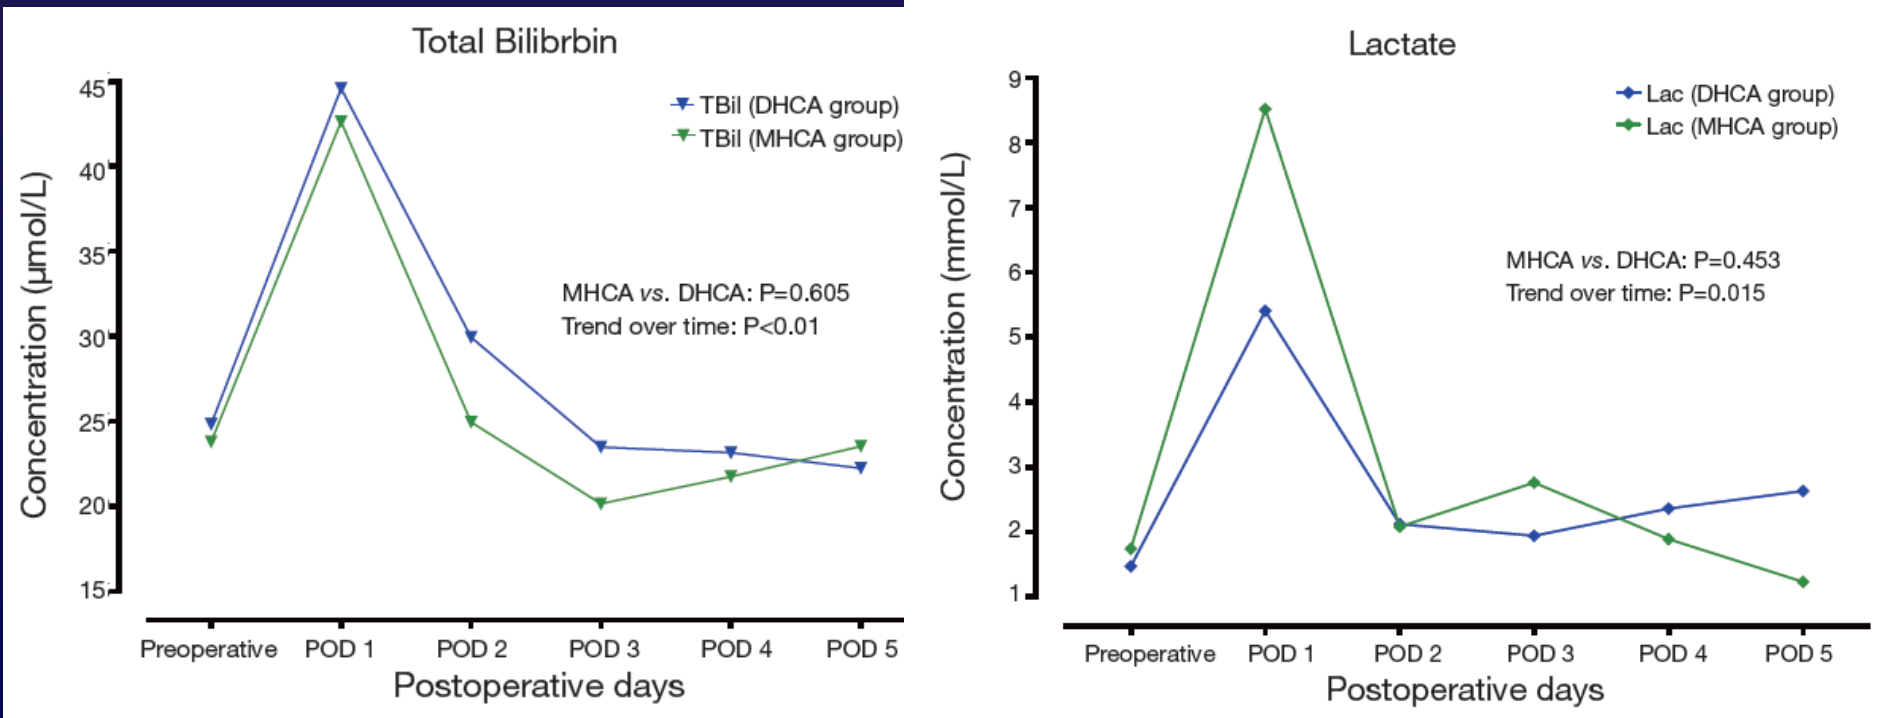 Total Bilibrbin
45
40
35
30
25
20
15
Concentration (µmol/L)
TBil (DHCA group)
TBil (MHCA group)
MHCA vs. DHCA: P=0.605
Trend over time: P<0.01
Preoperative POD 1 POD 2 POD 3 POD 4 POD 5
Postoperative days
Lactate
9
8
7
6
5
4
3
2
1
Concentration (mmol/L)
Lac (DHCA group)
Lac (MHCA group)
MHCA vs. DHCA: P=0.453
Trend over time: P=0.015
Preoperative POD 1 POD 2 POD 3 POD 4 POD 5
Postoperative days